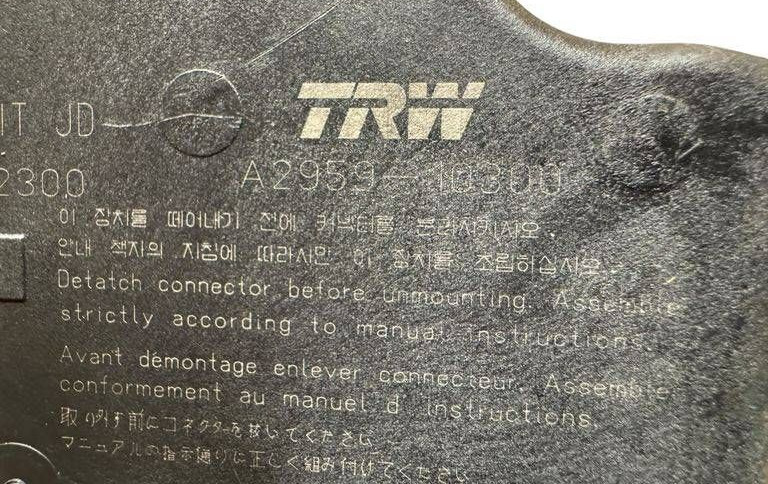 IT JD
TRW
2300
A2959-10300
이 장치를 떼어내기 전에 커넥터를 분리시키시오.
안내 책자의 지침에 따라서만 이 장치를 조립하십시오.
Detatch connector before unmounting. Assemble
strictly according to manual instructions.
Avant démontage enlever connecteur. Assemble
conformement au manuel d' instructions.
取り外す前にコネクターを抜いてください
マニュアルの指示通りに正しく組み付けてください